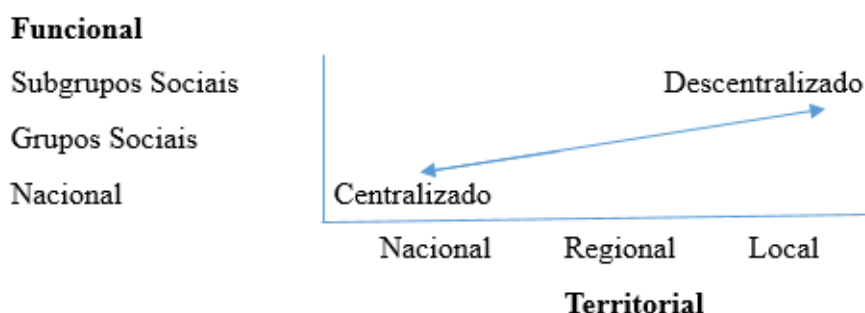 Funcional
Subgrupos Sociais
Descentralizado
Grupos Sociais
Nacional
Centralizado
Nacional
Regional
Local
Territorial